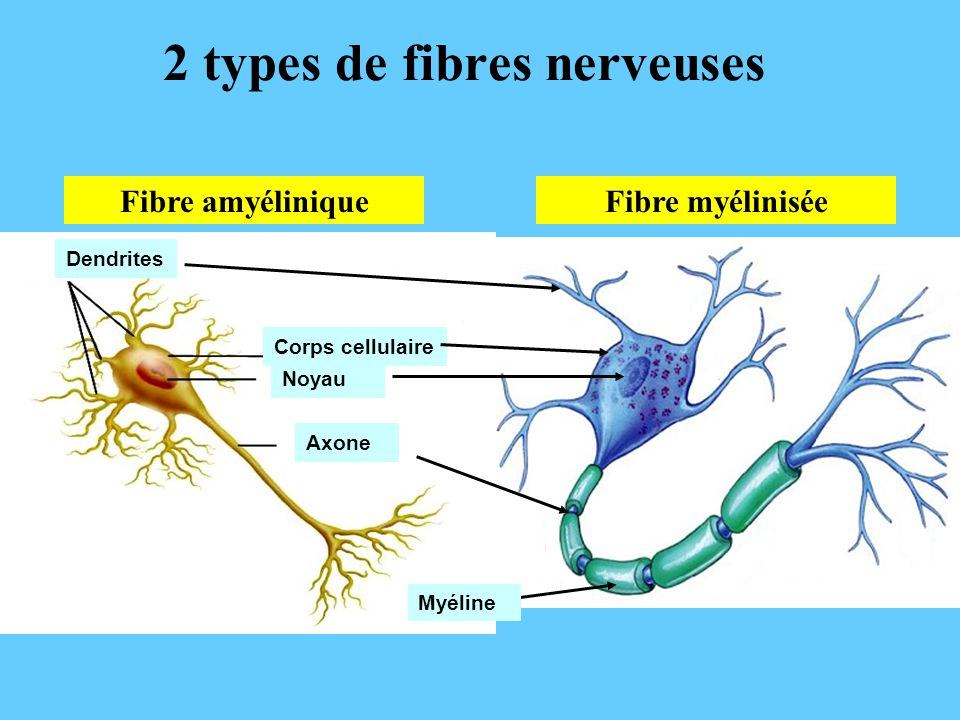 2 types de fibres nerveuses
Fibre amyélinique
Fibre myélinisée
Dendrites
Corps cellulaire
Noyau
Axone
Myéline